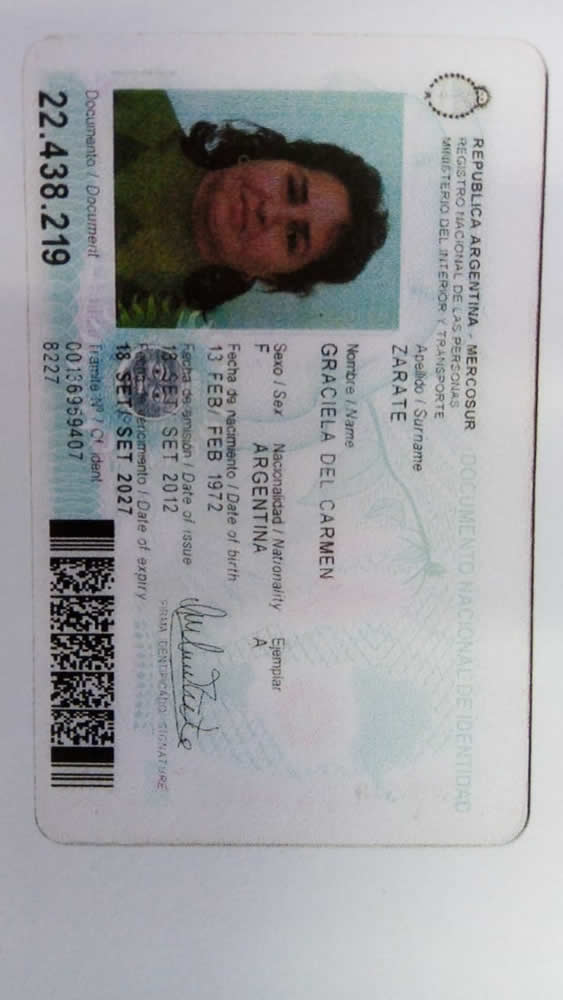 REPUBLICA ARGENTINA - MERCOSUR
REGISTRO NACIONAL DE LAS PERSONAS
MINISTERIO DEL INTERIOR Y TRANSPORTE
DOCUMENTO NACIONAL DE IDENTIDAD
Apellido / Surname
ZARATE
Nombre / Name
GRACIELA DEL CARMEN
Sexo / Sex Nacionalidad / Nationality Ejemplar
F ARGENTINA A
Fecha de nacimiento / Date of birth
13 FEB/ FEB 1972
Fecha de emisión / Date of issue
SET/ SET 2012
Fecha de vencimiento / Date of expiry
18 SET/ SET 2027
FIRMA IDENTIFICADO / SIGNATURE
Documento / Document
22.438.219
Trámite Nº / Of. ident
00136969407
8227